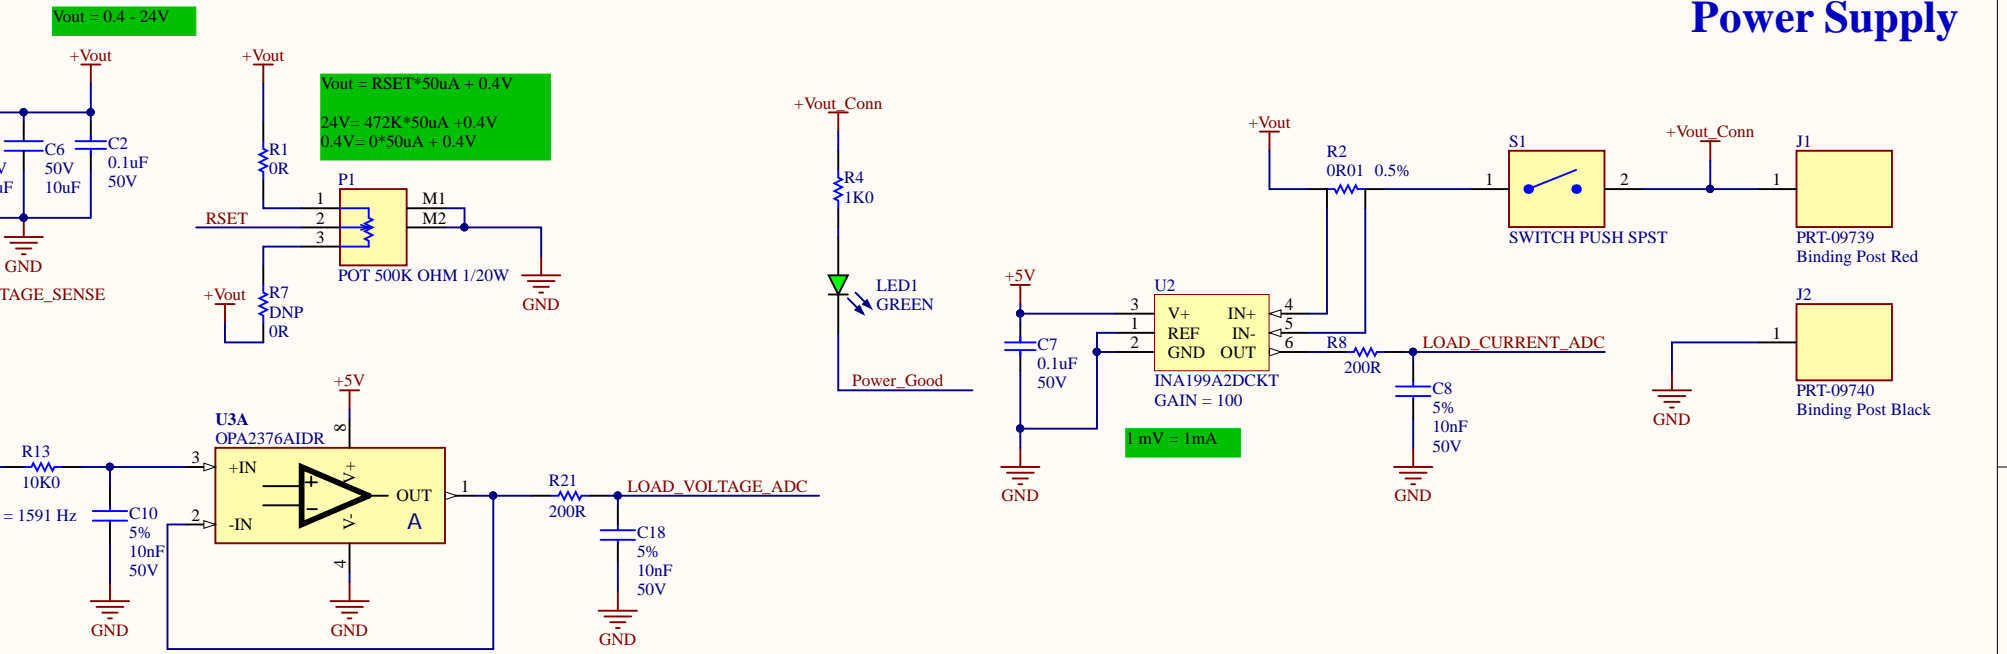 Power Supply
Vout = 0.4 - 24V
+Vout
C6
50V
10uF
C2
0.1uF
50V
GND
TAGE_SENSE
+Vout
R1
0R
Vout = RSET*50uA + 0.4V
24V= 472K*50uA +0.4V
0.4V= 0*50uA + 0.4V
P1
1
2
3
M1
M2
RSET
POT 500K OHM 1/20W
GND
+Vout
R7
DNP
0R
+Vout_Conn
R4
1K0
LED1
GREEN
Power_Good
+Vout
R2
0R01 0.5%
S1
1
2
SWITCH PUSH SPST
+Vout_Conn
J1
1
PRT-09739
Binding Post Red
J2
1
PRT-09740
Binding Post Black
GND
+5V
C7
0.1uF
50V
GND
U2
3
1
2
V+
REF
GND
IN+
IN-
OUT
4
5
6
INA199A2DCKT
GAIN = 100
1 mV = 1mA
R8
200R
LOAD_CURRENT_ADC
C8
5%
10nF
50V
GND
R13
10K0
= 1591 Hz
C10
5%
10nF
50V
GND
+5V
U3A
OPA2376AIDR
8
3
+IN
V+
2
-IN
V-
OUT
A
1
4
GND
R21
200R
LOAD_VOLTAGE_ADC
C18
5%
10nF
50V
GND